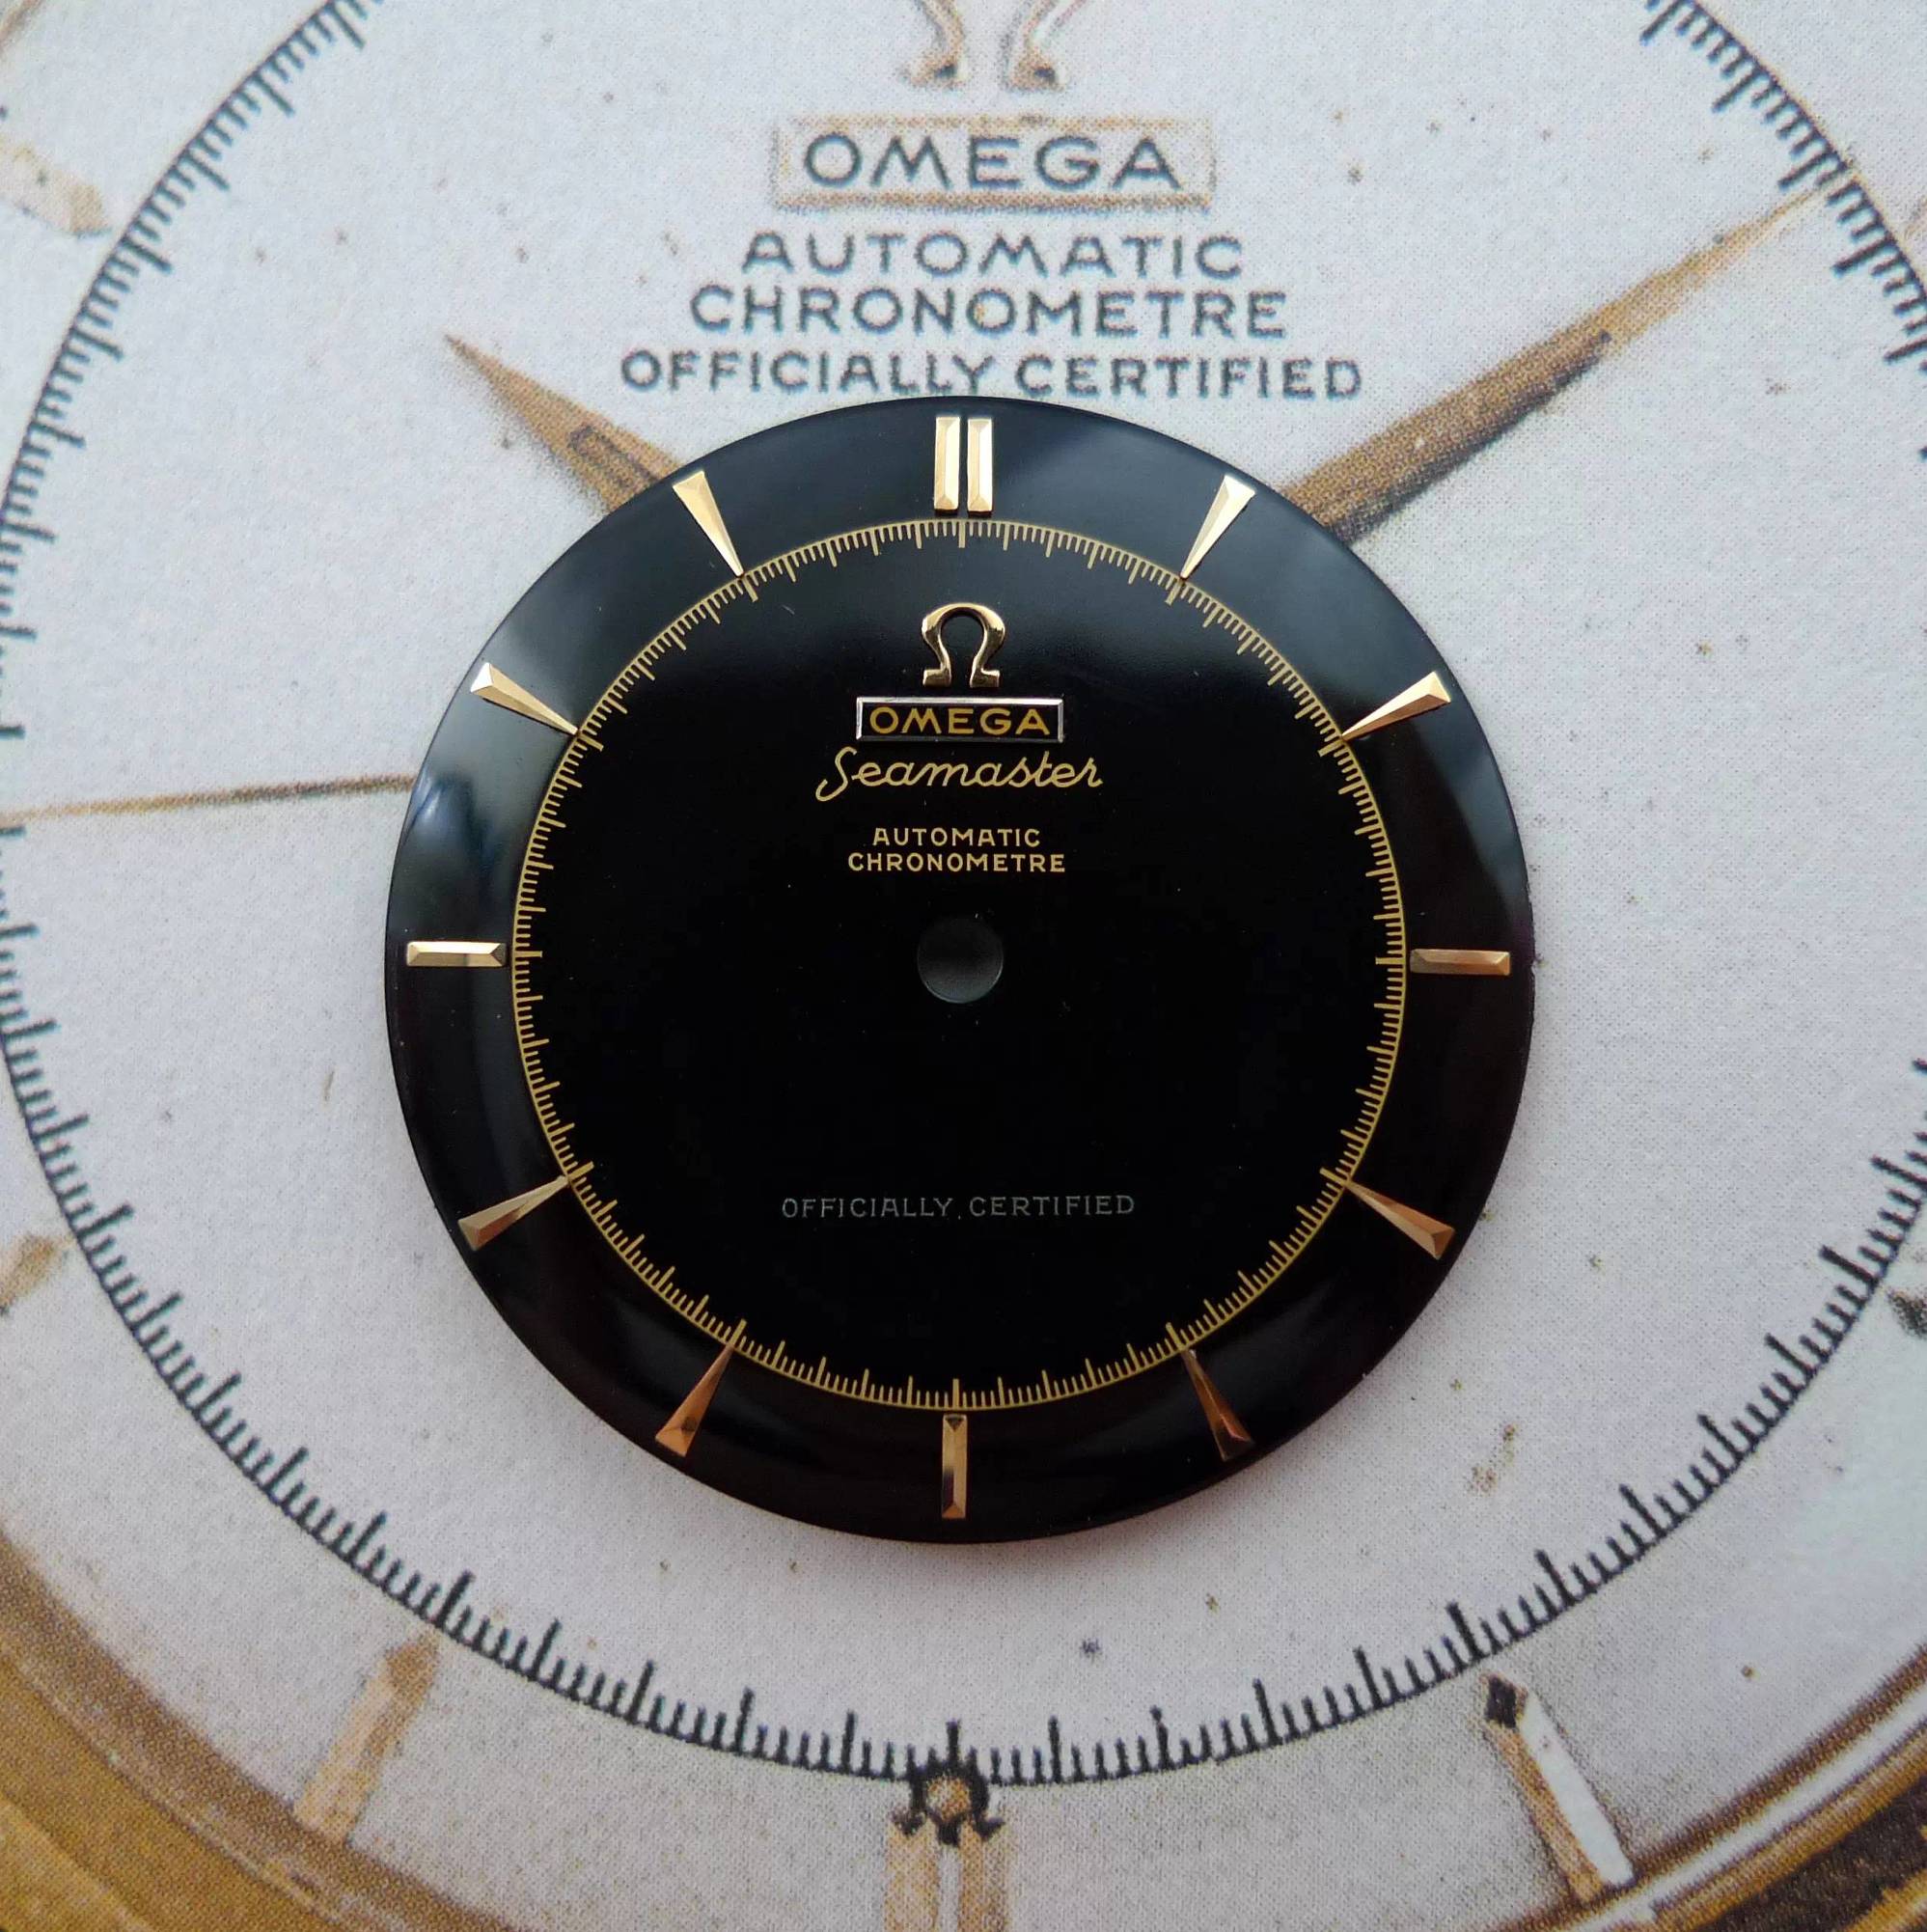 OMEGA
AUTOMATIC
CHRONOMETRE
OFFICIALLY CERTIFIED
Ω
OMEGA
Seamaster
AUTOMATIC
CHRONOMETRE
OFFICIALLY CERTIFIED